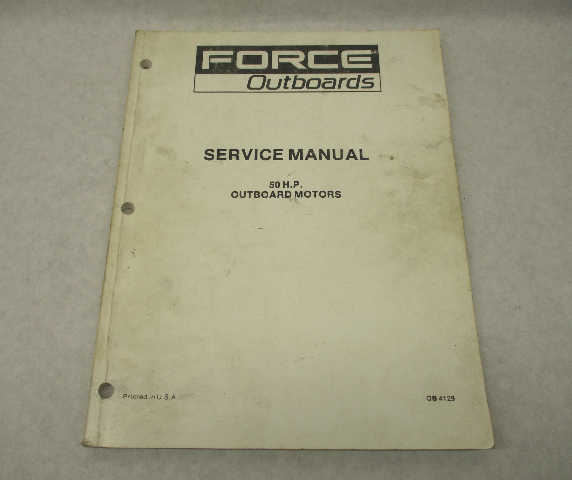 FORCE
Outboards
SERVICE MANUAL
50 H.P.
OUTBOARD MOTORS
Printed in U.S.A.
OB 4129